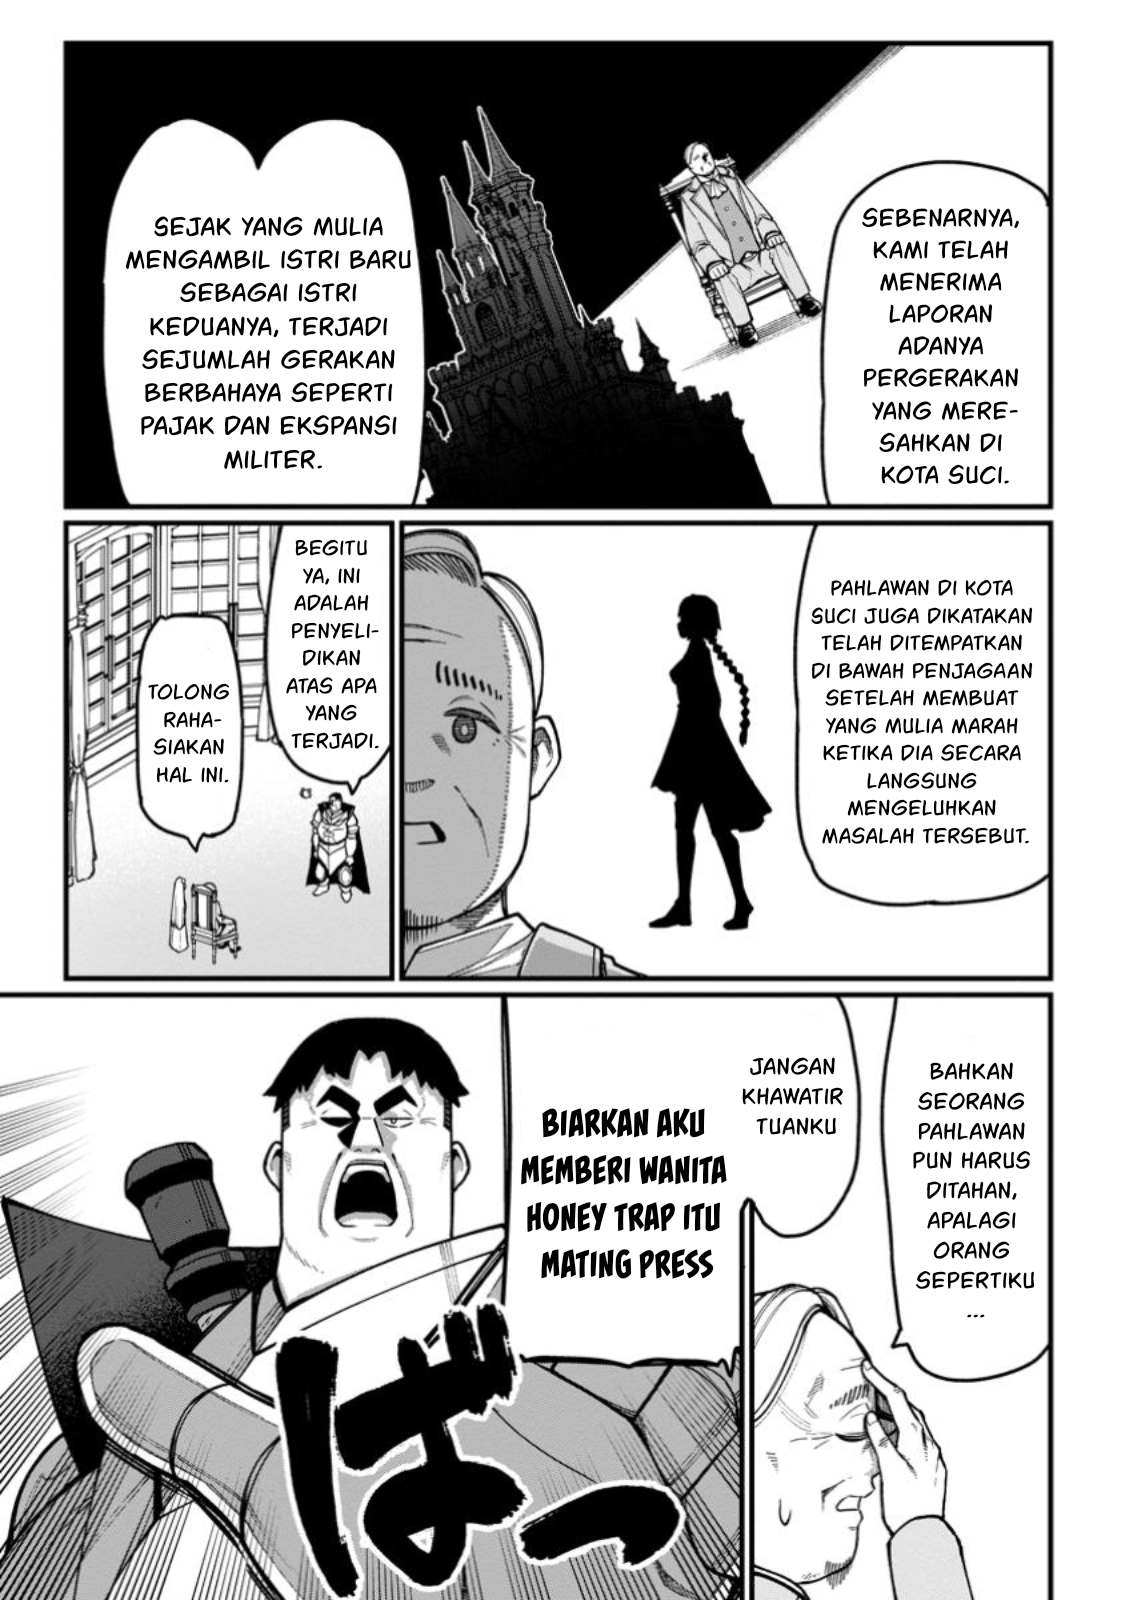 SEBENARNYA,
KAMI TELAH
MENERIMA
LAPORAN
ADANYA
PERGERAKAN
YANG MERE-
SAHKAN DI
KOTA SUCI.
SEJAK YANG MULIA
MENGAMBIL ISTRI BARU
SEBAGAI ISTRI
KEDUANYA, TERJADI
SEJUMLAH GERAKAN
BERBAHAYA SEPERTI
PAJAK DAN EKSPANSI
MILITER.
PAHLAWAN DI KOTA
SUCI JUGA DIKATAKAN
TELAH DITEMPATKAN
DI BAWAH PENJAGAAN
SETELAH MEMBUAT
YANG MULIA MARAH
KETIKA DIA SECARA
LANGSUNG
MENGELUHKAN
MASALAH TERSEBUT.
BEGITU
YA, INI
ADALAH
PENYELI-
DIKAN
ATAS APA
YANG
TERJADI.
TOLONG
RAHA-
SIAKAN
HAL INI.
BAHKAN
SEORANG
PAHLAWAN
PUN HARUS
DITAHAN,
APALAGI
ORANG
SEPERTIKU
...
JANGAN
KHAWATIR
TUANKU
BIARKAN AKU
MEMBERI WANITA
HONEY TRAP ITU
MATING PRESS
ばっ